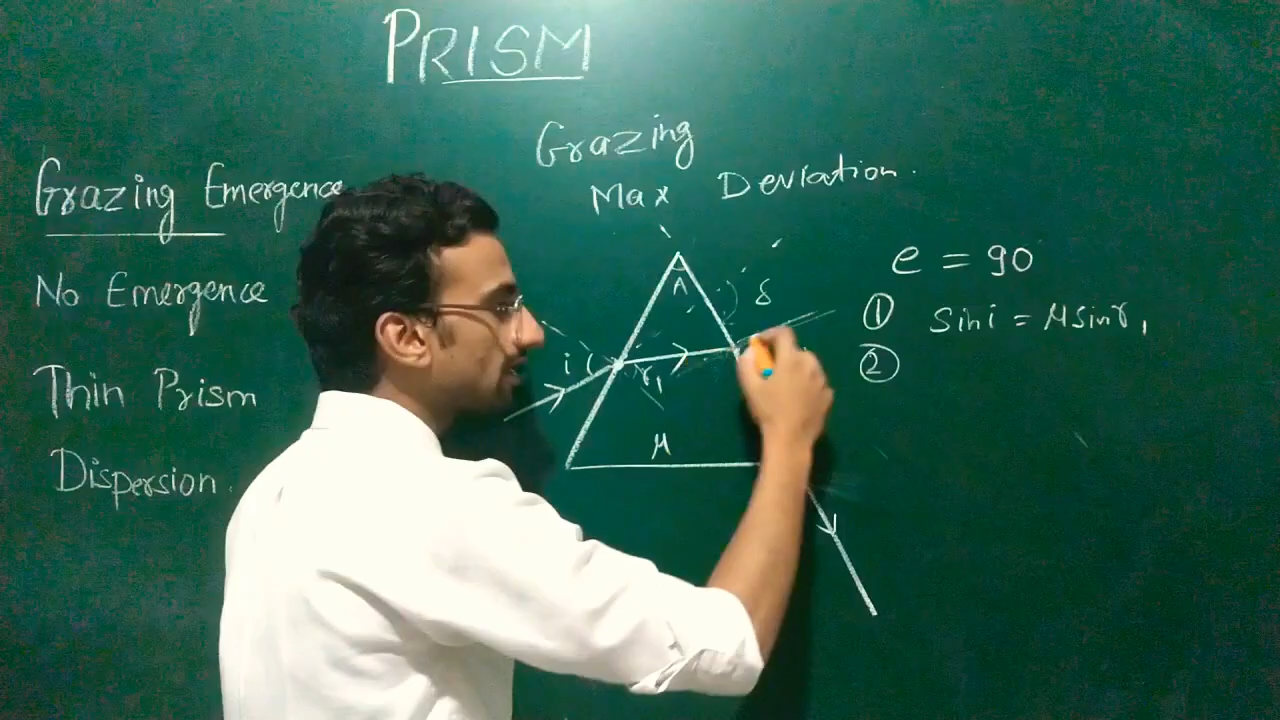 PRISM
Grazing Emergence
No Emergence
Thin Prism
Dispersion.
Grazing
Max Deviation.
A
δ
i
r₁
μ
e = 90
① sin i = μ sin r₁
②